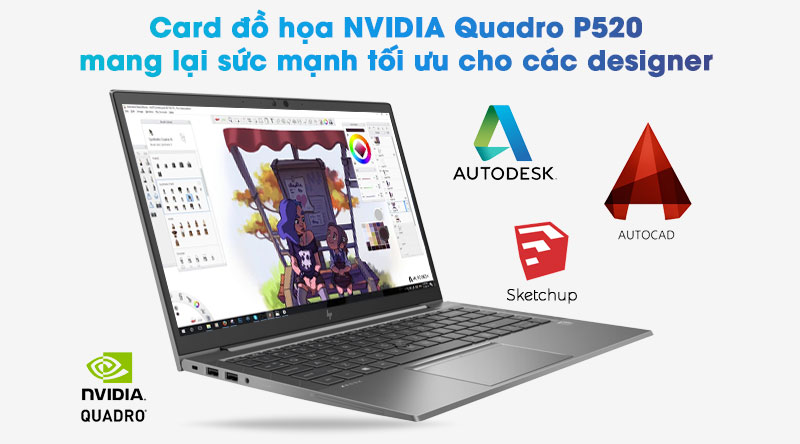 Card đồ họa NVIDIA Quadro P520
mang lại sức mạnh tối ưu cho các designer
AUTODESK.
AUTOCAD
Sketchup
hp
NVIDIA.
QUADRO®